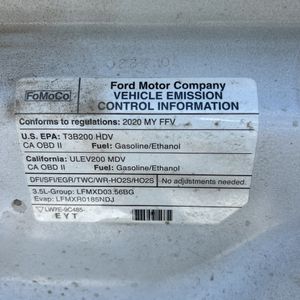 FoMoCo
Ford Motor Company
VEHICLE EMISSION
CONTROL INFORMATION
Conforms to regulations: 2020 MY FFV
U.S. EPA: T3B200 HDV
CA OBD II Fuel: Gasoline/Ethanol
California: ULEV200 MDV
CA OBD II Fuel: Gasoline/Ethanol
DFI/SFI/EGR/TWC/WR-HO2S/HO2S No adjustments needed.
3.5L-Group: LFMXD03.56BG
Evap: LFMXR0185NDJ
LW7E-9C485-
EYT